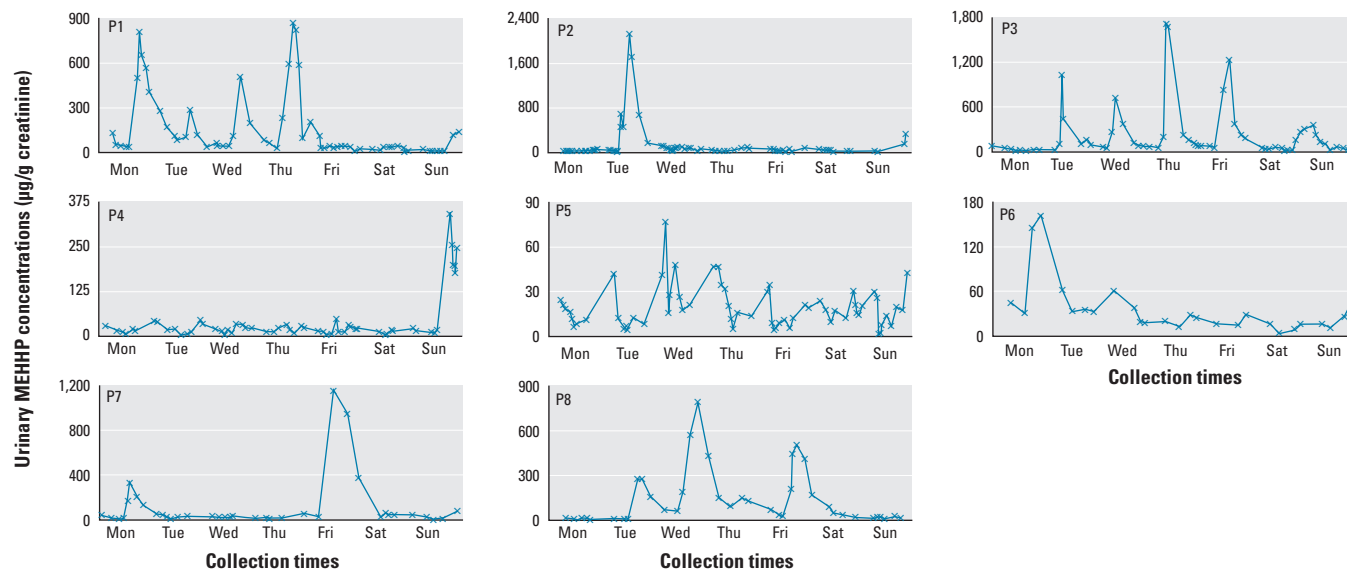 Urinary MEHHP concentrations (µg/g creatinine)
P1
900
600
300
0
Mon Tue Wed Thu Fri Sat Sun
P2
2,400
1,600
800
0
Mon Tue Wed Thu Fri Sat Sun
P3
1,800
1,200
600
0
Mon Tue Wed Thu Fri Sat Sun
P4
375
250
125
0
Mon Tue Wed Thu Fri Sat Sun
P5
90
60
30
0
Mon Tue Wed Thu Fri Sat Sun
P6
180
120
60
0
Mon Tue Wed Thu Fri Sat Sun
Collection times
P7
1,200
800
400
0
Mon Tue Wed Thu Fri Sat Sun
Collection times
P8
900
600
300
0
Mon Tue Wed Thu Fri Sat Sun
Collection times